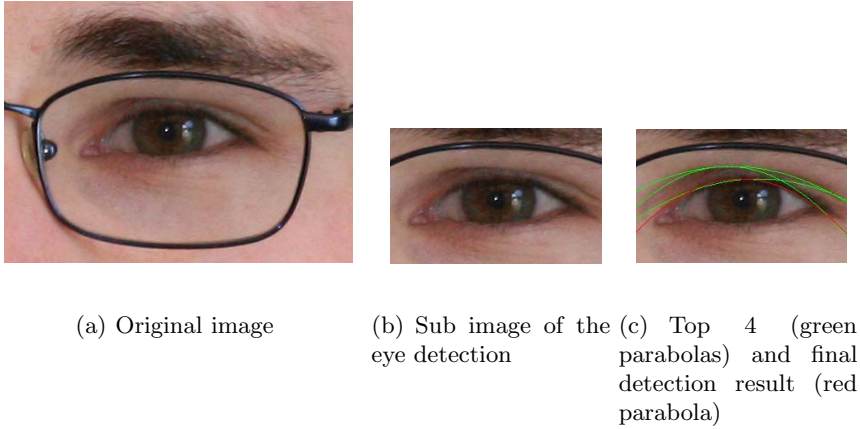 (a) Original image
(b) Sub image of the
eye detection
(c) Top 4 (green
parabolas) and final
detection result (red
parabola)